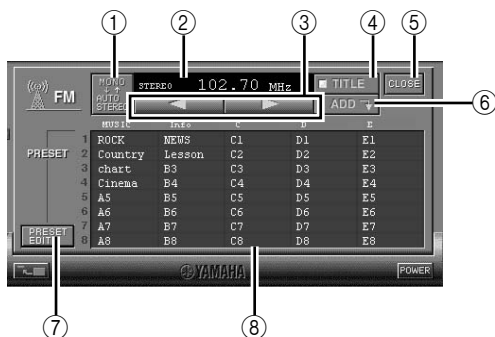 ① ② ③ ④ ⑤
FM
MONO
AUTO
STEREO
STEREO 102.70 MHz
TITLE
CLOSE
ADD
⑥
MUSIC Info C D E
PRESET
1 ROCK NEWS C1 D1 E1
2 Country Lesson C2 D2 E2
3 chart B3 C3 D3 E3
4 Cinema B4 C4 D4 E4
5 A5 B5 C5 D5 E5
6 A6 B6 C6 D6 E6
7 A7 B7 C7 D7 E7
8 A8 B8 C8 D8 E8
PRESET
EDIT
YAMAHA
POWER
⑦ ⑧